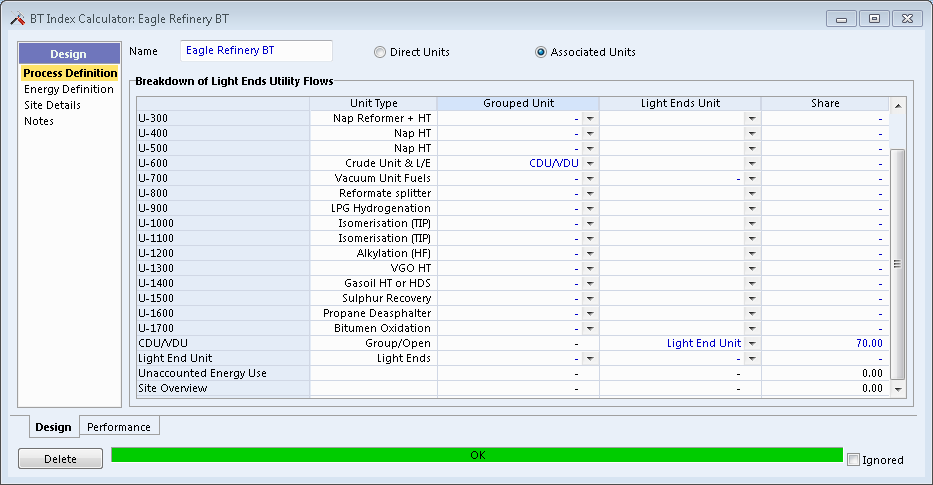 BT Index Calculator: Eagle Refinery BT
Design
Process Definition
Energy Definition
Site Details
Notes
Name Eagle Refinery BT Direct Units Associated Units
Breakdown of Light Ends Utility Flows
Unit Type Grouped Unit Light Ends Unit Share
U-300 Nap Reformer + HT - -
U-400 Nap HT - -
U-500 Nap HT - -
U-600 Crude Unit & L/E CDU/VDU -
U-700 Vacuum Unit Fuels - - -
U-800 Reformate splitter - -
U-900 LPG Hydrogenation - -
U-1000 Isomerisation (TIP) - -
U-1100 Isomerisation (TIP) - -
U-1200 Alkylation (HF) - -
U-1300 VGO HT - -
U-1400 Gasoil HT or HDS - -
U-1500 Sulphur Recovery - -
U-1600 Propane Deasphalter - -
U-1700 Bitumen Oxidation - -
CDU/VDU Group/Open - Light End Unit 70.00
Light End Unit Light Ends - - -
Unaccounted Energy Use - - 0.00
Site Overview - - 0.00
Design Performance
Delete OK Ignored